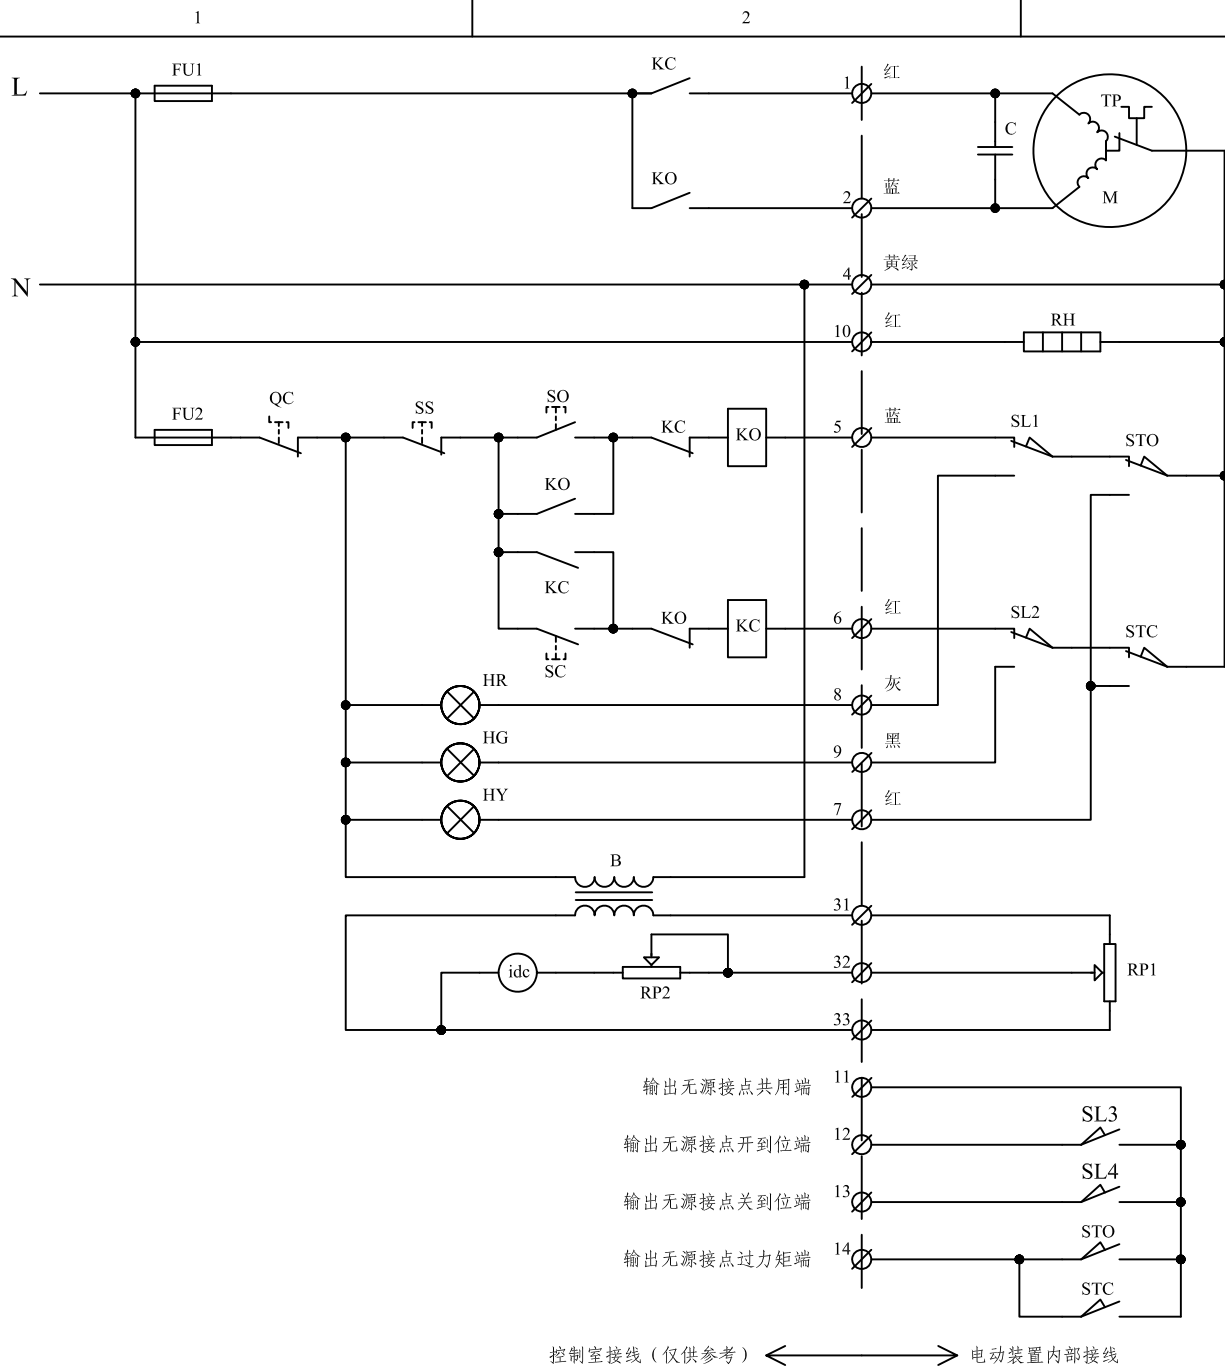 1 2
L FU1 KC 1 红
C TP
KO 2 蓝 M
N 4 黄绿
10 红 RH
FU2 QC SS SO KC KO 5 蓝 SL1 STO
KO
KC
SC KO KC 6 红 SL2 STC
HR 8 灰
HG 9 黑
HY 7 红
B
31
idc RP2 32 RP1
33
输出无源接点共用端 11
输出无源接点开到位端 12 SL3
输出无源接点关到位端 13 SL4
输出无源接点过力矩端 14 STO
STC
控制室接线（仅供参考） 电动装置内部接线